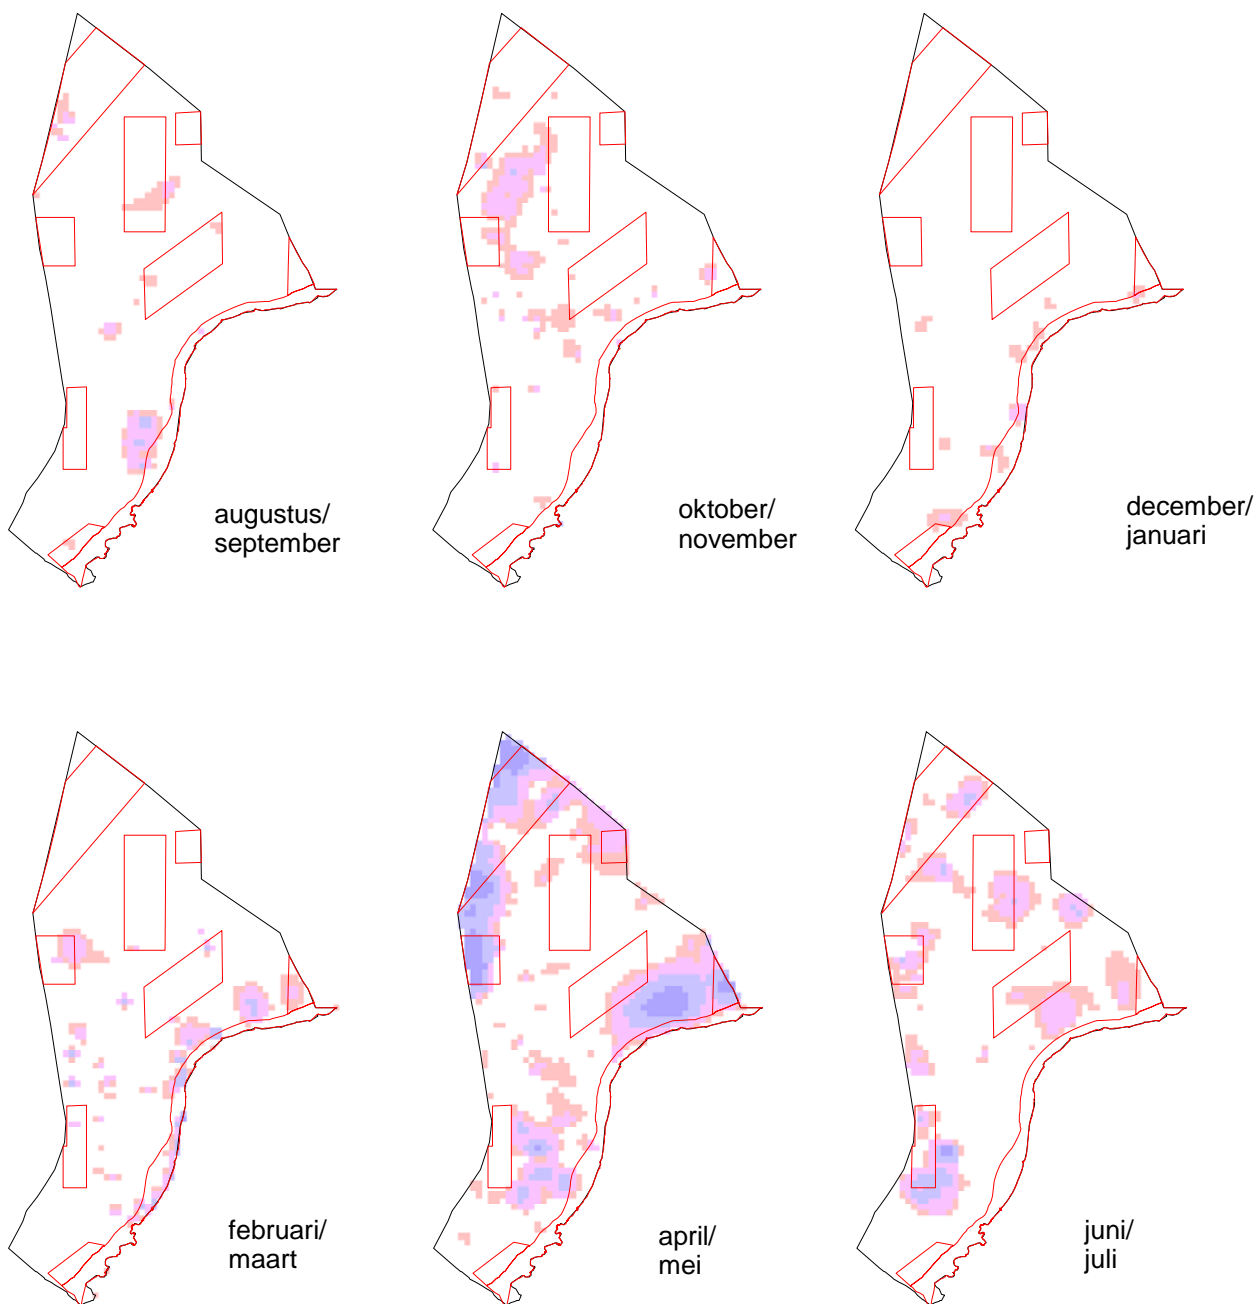 augustus/
september
oktober/
november
december/
januari
februari/
maart
april/
mei
juni/
juli